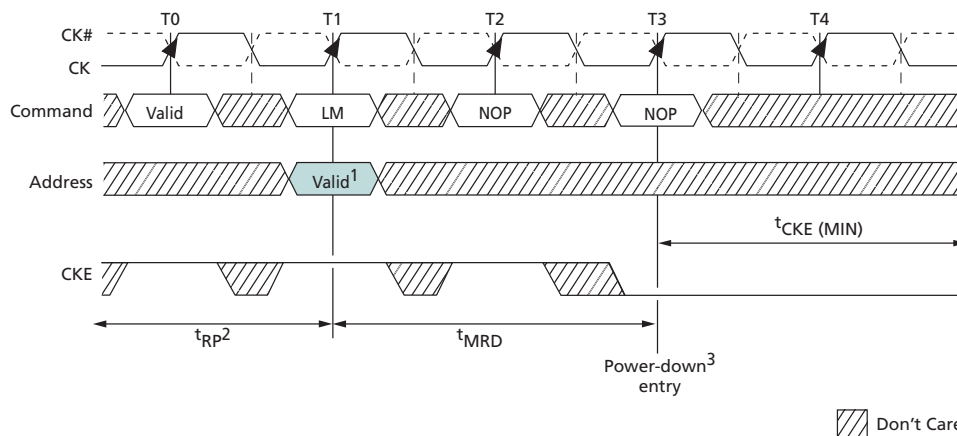 T0 T1 T2 T3 T4
CK#
CK
Command Valid LM NOP NOP
Address Valid1
tCKE (MIN)
CKE
tRP2 tMRD
Power-down3
entry
Don't Care